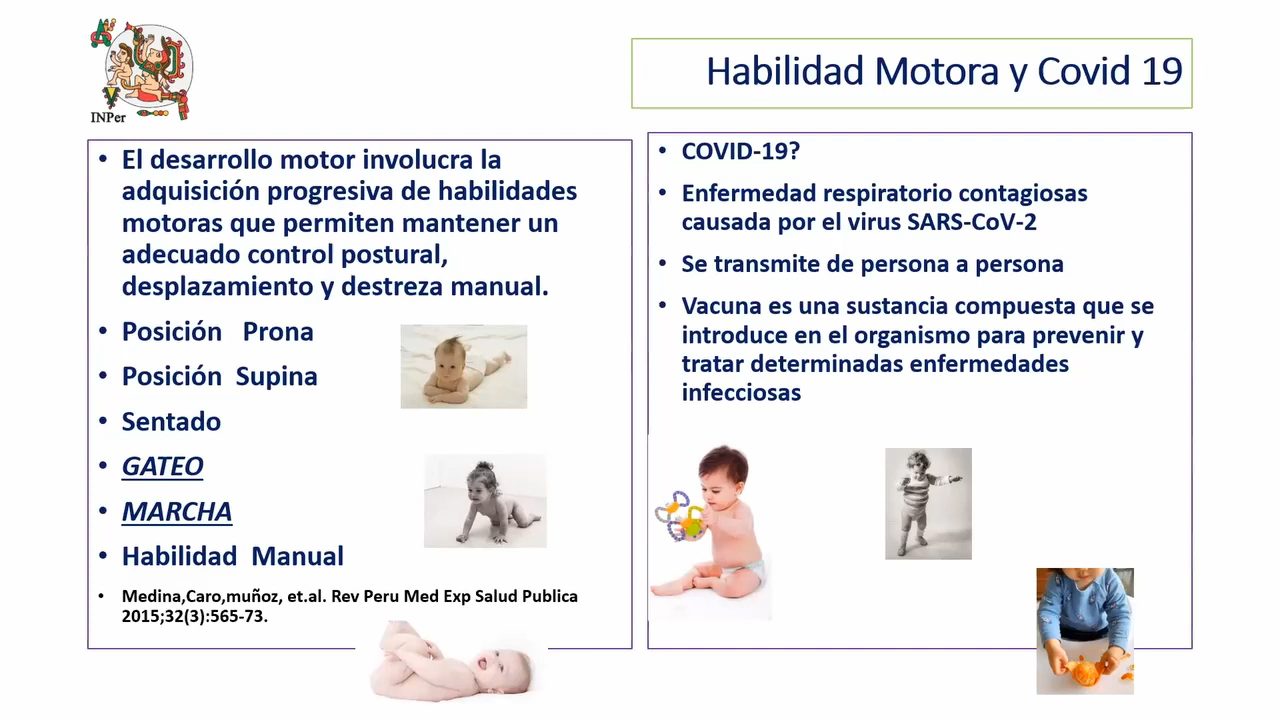 INPer
Habilidad Motora y Covid 19
• El desarrollo motor involucra la
adquisición progresiva de habilidades
motoras que permiten mantener un
adecuado control postural,
desplazamiento y destreza manual.
• Posición Prona
• Posición Supina
• Sentado
• GATEO
• MARCHA
• Habilidad Manual
• Medina,Caro,muñoz, et.al. Rev Peru Med Exp Salud Publica
2015;32(3):565-73.
• COVID-19?
• Enfermedad respiratorio contagiosas
causada por el virus SARS-CoV-2
• Se transmite de persona a persona
• Vacuna es una sustancia compuesta que se
introduce en el organismo para prevenir y
tratar determinadas enfermedades
infecciosas